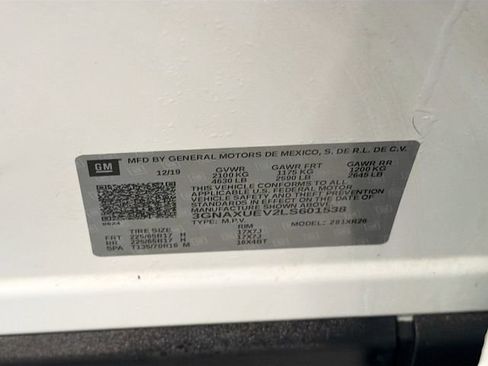 GM
MFD BY GENERAL MOTORS DE MEXICO, S. DE R.L. DE C.V.
12/19 GVWR GAWR FRT GAWR RR
2100 KG 1175 KG 1200 KG
4630 LB 2590 LB 2645 LB
THIS VEHICLE CONFORMS TO ALL
APPLICABLE U.S. FEDERAL MOTOR
VEHICLE SAFETY AND THEFT PREVENTION
STANDARDS IN EFFECT ON THE DATE OF
MANUFACTURE SHOWN ABOVE.
3GNAXUEV2LS601538
TYPE: M.P.V. MODEL:
TIRE SIZE RIM
FRT 225/65R17 H 17X7J
RR 225/65R17 H 17X7J
SPA T135/70R16 M 16X4BT